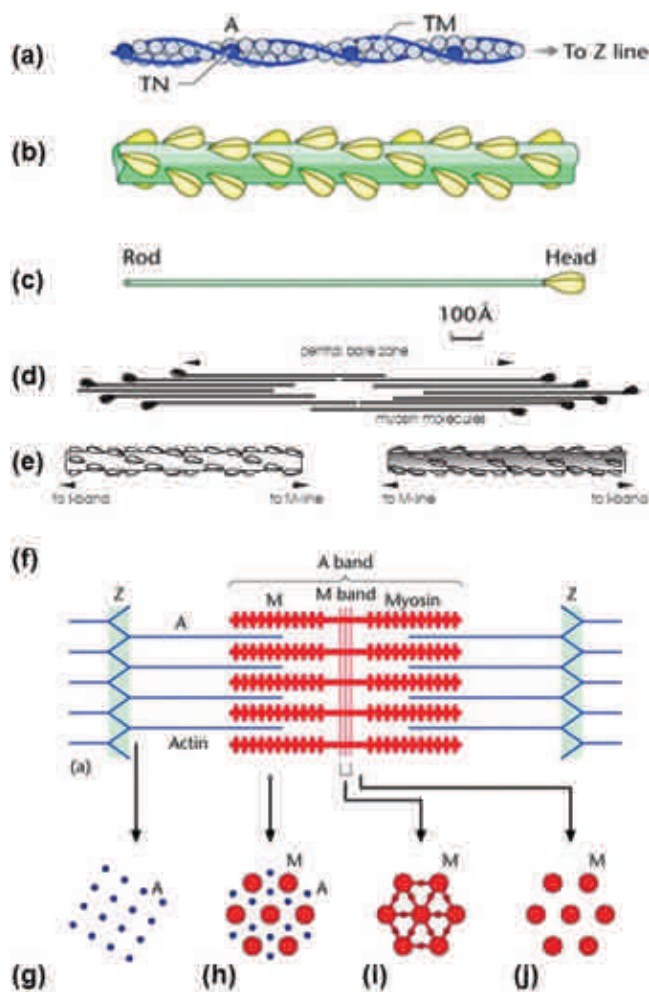 (a)
A
TM
TN
To Z line
(b)
(c)
Rod
Head
100Å
(d)
central bare zone
myosin molecules
(e)
to I-band
to M-line
to M-line
to I-band
(f)
A band
Z
M
M band
Myosin
Z
A
Actin
(a)
A
M
A
M
M
(g)
(h)
(i)
(j)